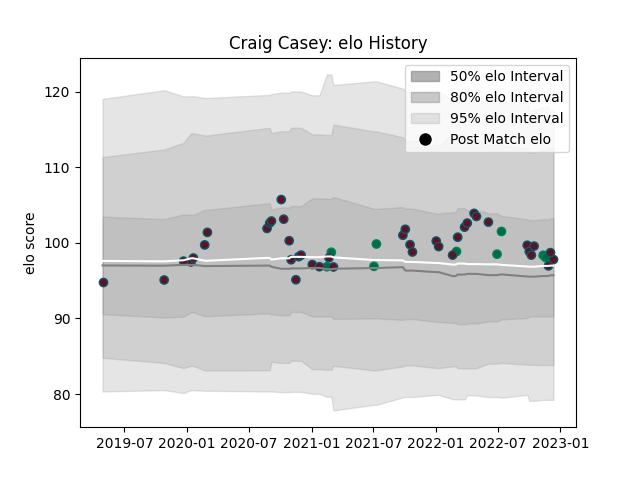 Craig Casey: elo History
50% elo Interval
80% elo Interval
95% elo Interval
Post Match elo
elo score
120
110
100
90
80
2019-07 2020-01 2020-07 2021-01 2021-07 2022-01 2022-07 2023-01